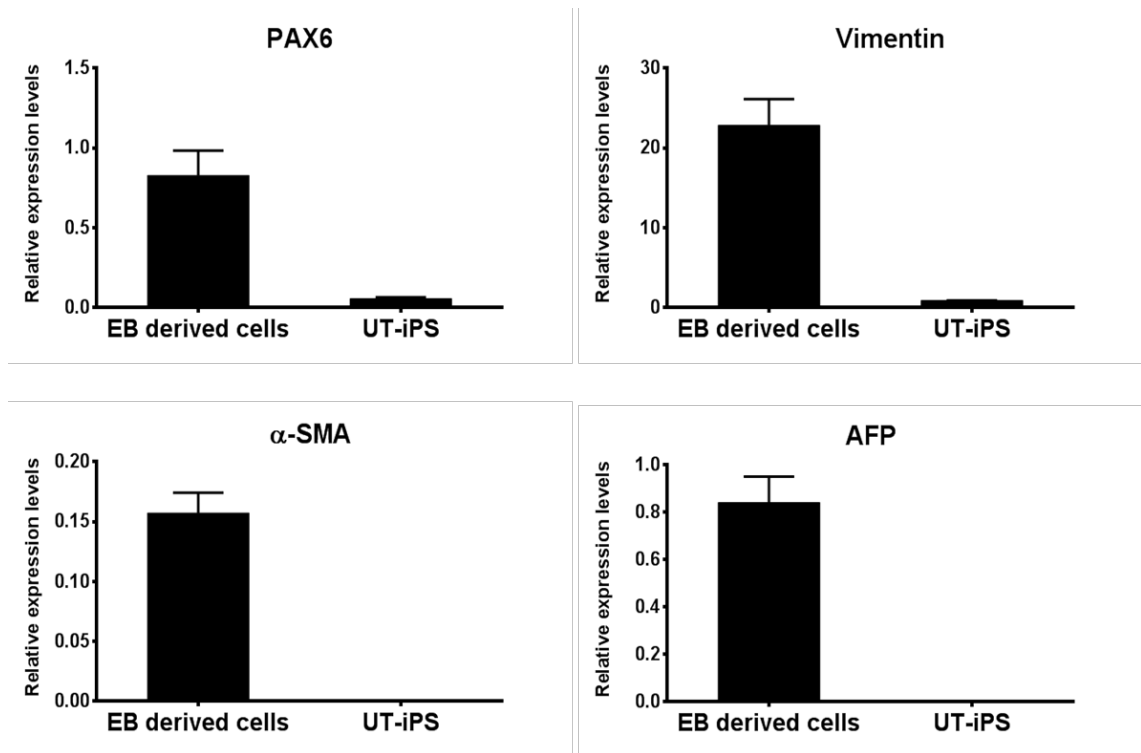 PAX6
Relative expression levels
1.5
1.0
0.5
0.0
EB derived cells UT-iPS
Vimentin
Relative expression levels
30
20
10
0
EB derived cells UT-iPS
α-SMA
Relative expression levels
0.20
0.15
0.10
0.05
0.00
EB derived cells UT-iPS
AFP
Relative expression levels
1.0
0.8
0.6
0.4
0.2
0.0
EB derived cells UT-iPS